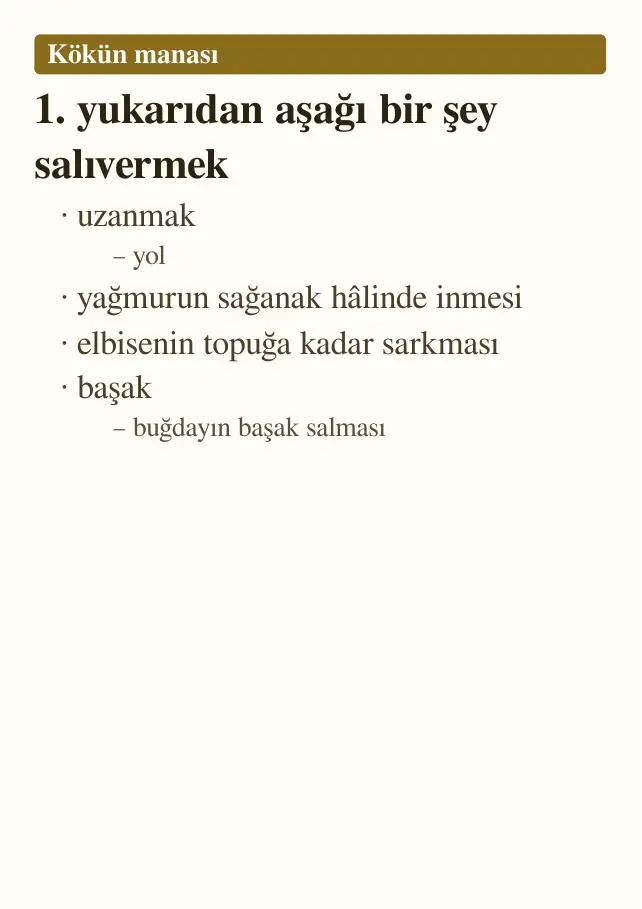 Kökün manası
1. yukarıdan aşağı bir şey
salıvermek
· uzanmak
– yol
· yağmurun sağanak hâlinde inmesi
· elbisenin topuğa kadar sarkması
· başak
– buğdayın başak salması